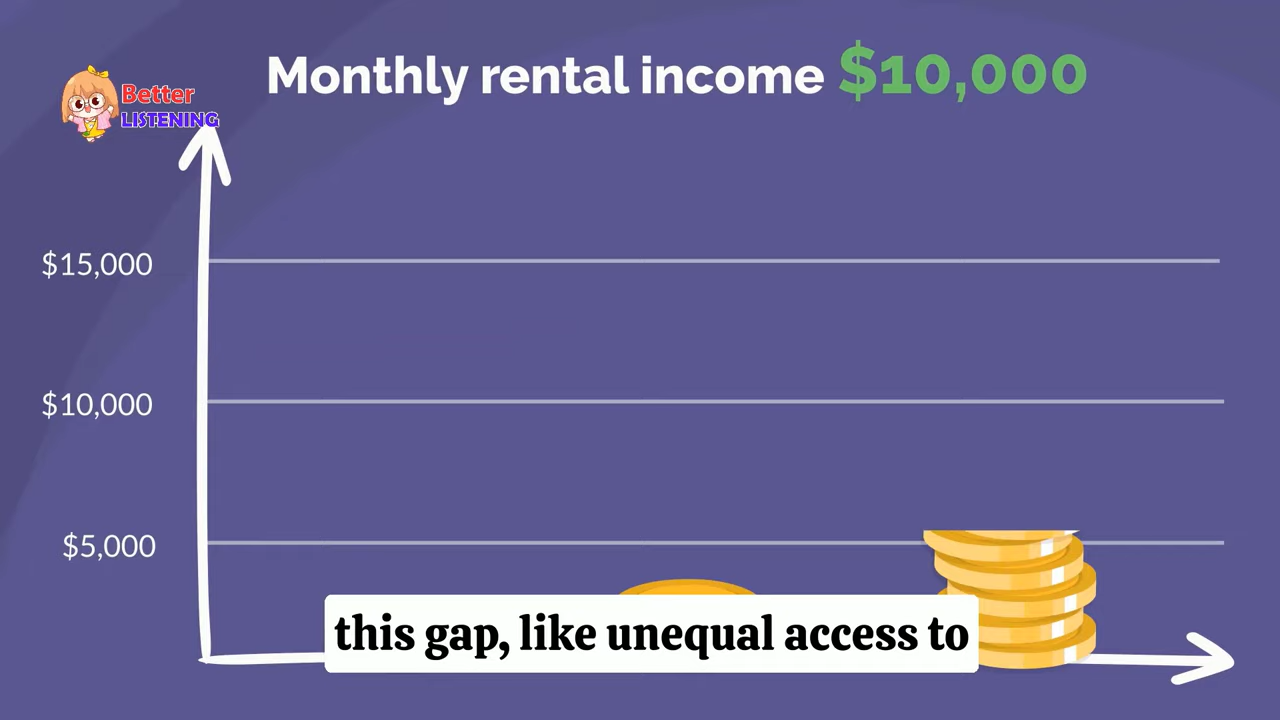 Monthly rental income $10,000
Better
LISTENING
$15,000
$10,000
$5,000
this gap, like unequal access to